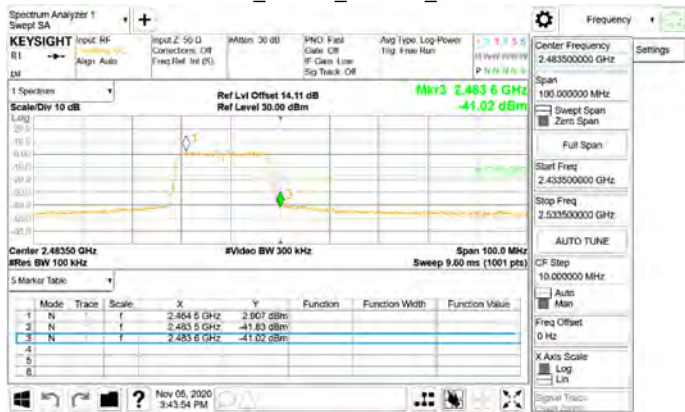 Spectrum Analyzer 1
Swept SA
+
Frequency
KEYSIGHT
Input: RF
Input Z: 50 Ω
#Atten: 30 dB
PNO: Fast
Avg Type: Log-Power
Align: Auto
Corrections: Off
Gate: Off
Trig: Free Run
Freq Ref: Int (S)
IF Gain: Low
Sig Track: Off
Center Frequency
2.483500000 GHz
Settings
Span
100.000000 MHz
Swept Span
Zero Span
Full Span
Start Freq
2.433500000 GHz
Stop Freq
2.533500000 GHz
AUTO TUNE
CF Step
10.000000 MHz
Auto
Man
Freq Offset
0 Hz
X Axis Scale
Log
Lin
1 Spectrum
Scale/Div 10 dB
Ref Lvl Offset 14.11 dB
Ref Level 30.00 dBm
Mkr3 2.483 6 GHz
-41.02 dBm
Log
1
3
Center 2.48350 GHz
#Video BW 300 kHz
Span 100.0 MHz
#Res BW 100 kHz
Sweep 9.60 ms (1001 pts)
5 Marker Table
Mode Trace Scale X Y Function Function Width Function Value
1 N f 2.464 5 GHz 2.907 dBm
2 N f 2.483 5 GHz -41.83 dBm
3 N f 2.483 6 GHz -41.02 dBm
4
5
6
?
Nov 05, 2020
3:43:54 PM